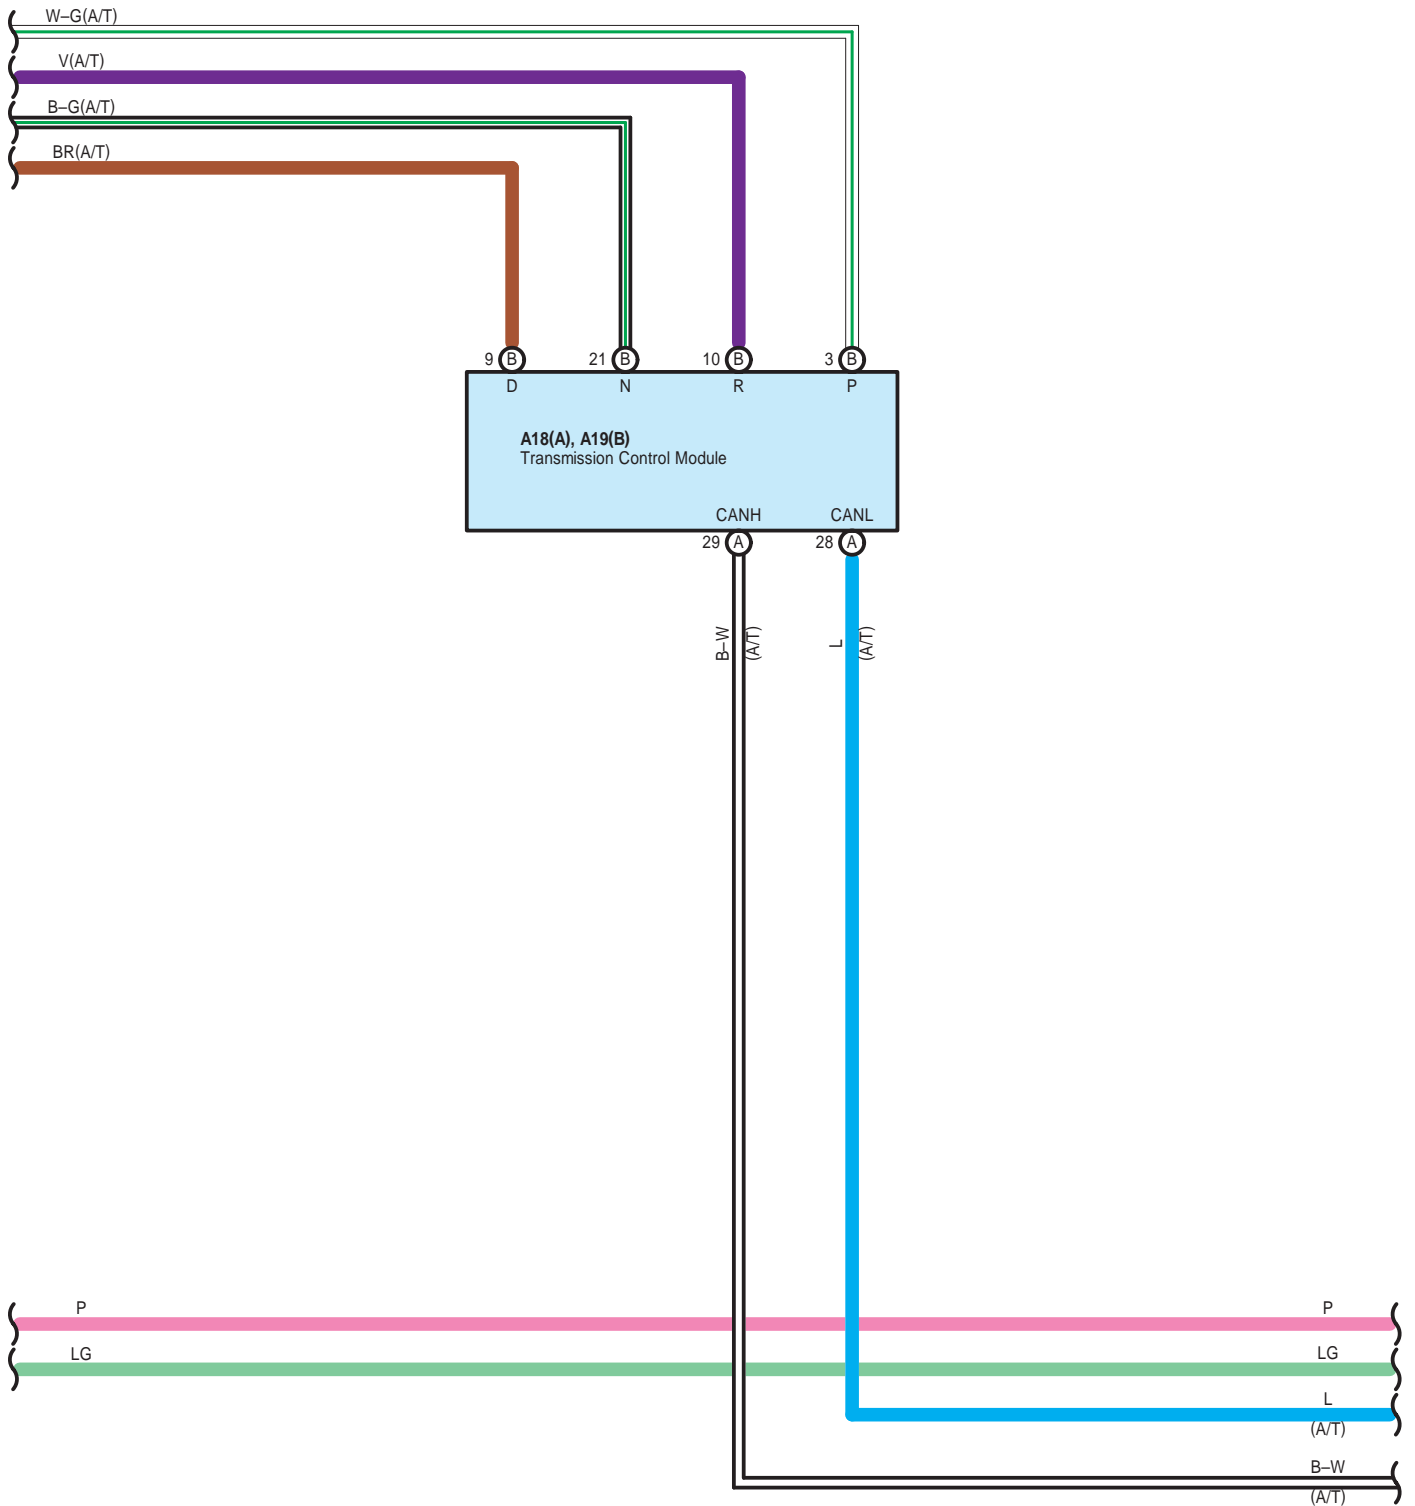 W–G(A/T)
V(A/T)
B–G(A/T)
BR(A/T)
9 B 21 B 10 B 3 B
D N R P
A18(A), A19(B)
Transmission Control Module
CANH CANL
29 A 28 A
B–W (A/T) L (A/T)
P P
LG LG
L
(A/T)
B–W
(A/T)